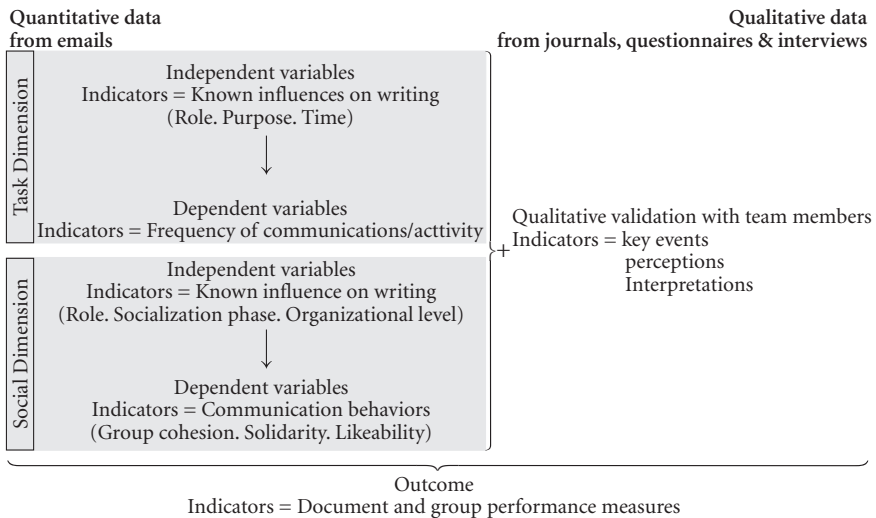 Quantitative data
from emails
Qualitative data
from journals, questionnaires & interviews
Task Dimension
Independent variables
Indicators = Known influences on writing
(Role. Purpose. Time)
Dependent variables
Indicators = Frequency of communications/acttivity
Social Dimension
Independent variables
Indicators = Known influence on writing
(Role. Socialization phase. Organizational level)
Dependent variables
Indicators = Communication behaviors
(Group cohesion. Solidarity. Likeability)
+
Qualitative validation with team members
Indicators = key events
perceptions
Interpretations
Outcome
Indicators = Document and group performance measures